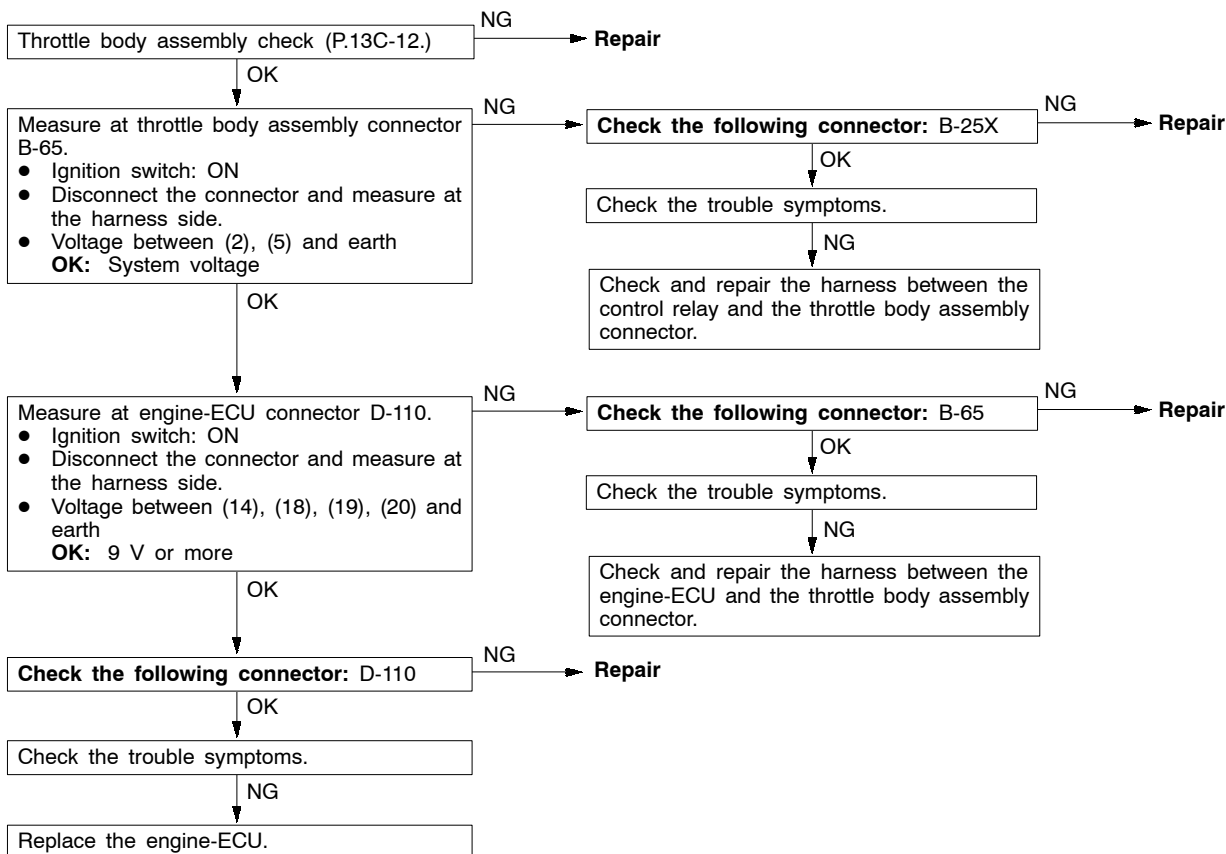 Throttle body assembly check (P.13C-12.)
NG
Repair
OK
Measure at throttle body assembly connector
B-65.
● Ignition switch: ON
● Disconnect the connector and measure at
the harness side.
● Voltage between (2), (5) and earth
OK: System voltage
NG
Check the following connector: B-25X
NG
Repair
OK
Check the trouble symptoms.
NG
Check and repair the harness between the
control relay and the throttle body assembly
connector.
OK
Measure at engine-ECU connector D-110.
● Ignition switch: ON
● Disconnect the connector and measure at
the harness side.
● Voltage between (14), (18), (19), (20) and
earth
OK: 9 V or more
NG
Check the following connector: B-65
NG
Repair
OK
Check the trouble symptoms.
NG
Check and repair the harness between the
engine-ECU and the throttle body assembly
connector.
OK
Check the following connector: D-110
NG
Repair
OK
Check the trouble symptoms.
NG
Replace the engine-ECU.